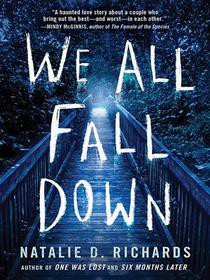 "A haunted love story about a couple who
bring out the best—and worst—in each other."
—MINDY McGINNIS, author of The Female of the Species
WE ALL
FALL
DOWN
NATALIE D. RICHARDS
AUTHOR OF ONE WAS LOST AND SIX MONTHS LATER